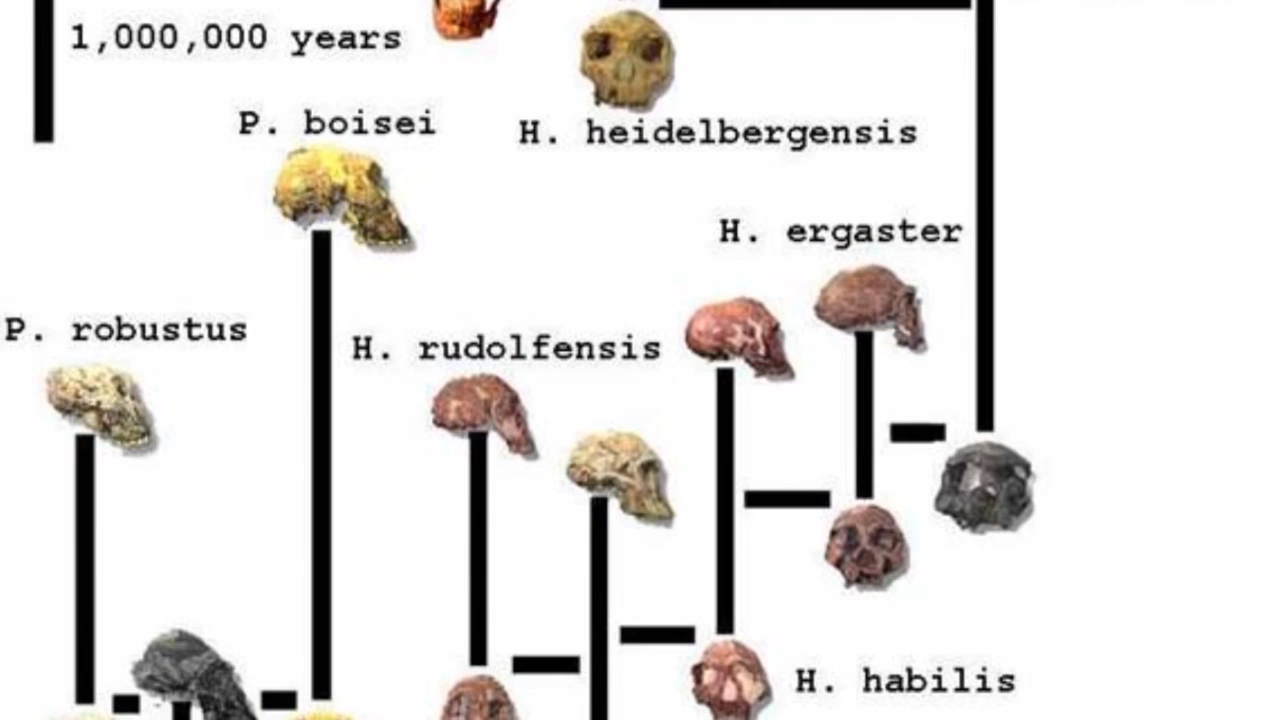 1,000,000 years
P. boisei
H. heidelbergensis
H. ergaster
P. robustus
H. rudolfensis
H. habilis